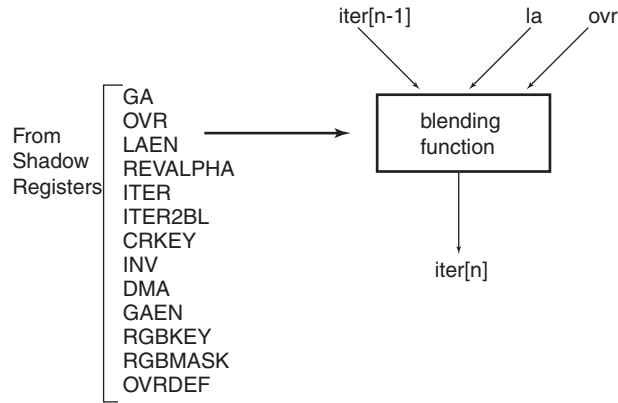 iter[n-1] la ovr
From
Shadow
Registers
GA
OVR
LAEN
REVALPHA
ITER
ITER2BL
CRKEY
INV
DMA
GAEN
RGBKEY
RGBMASK
OVRDEF
blending
function
iter[n]